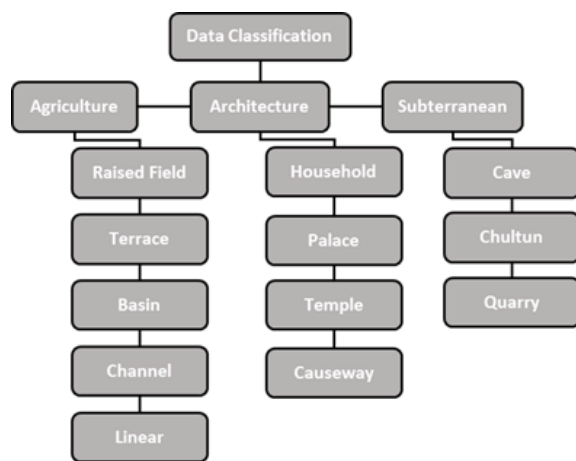 Data Classification
Agriculture
Architecture
Subterranean
Raised Field
Household
Cave
Terrace
Palace
Chultun
Basin
Temple
Quarry
Channel
Causeway
Linear